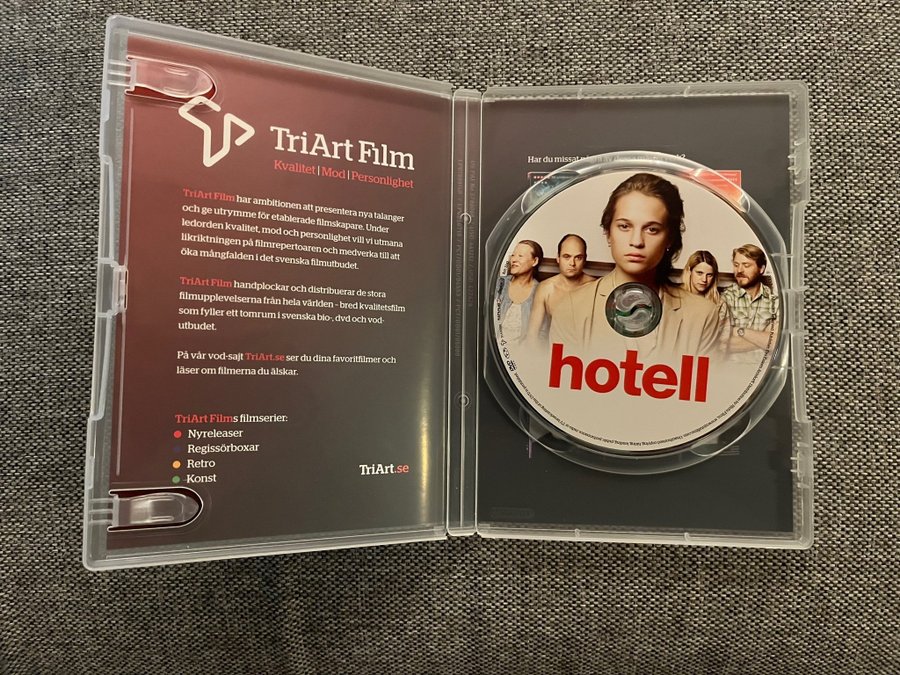 TriArt Film
Kvalitet | Mod | Personlighet
TriArt Film har ambitionen att presentera nya talanger
och ge utrymme för etablerade filmskapare. Under
ledorden kvalitet, mod och personlighet vill vi utmana
likriktningen på filmrepertoaren och medverka till att
öka mångfalden i det svenska filmutbudet.
TriArt Film handplockar och distribuerar de stora
filmupplevelserna från hela världen – bred kvalitetsfilm
som fyller ett tomrum i svenska bio-, dvd och vod-
utbudet.
På vår vod-sajt TriArt.se ser du dina favoritfilmer och
läser om filmerna du älskar.
TriArt Films filmserier:
Nyreleaser
Regissörboxar
Retro
Konst
TriArt.se
Har du missat
hotell